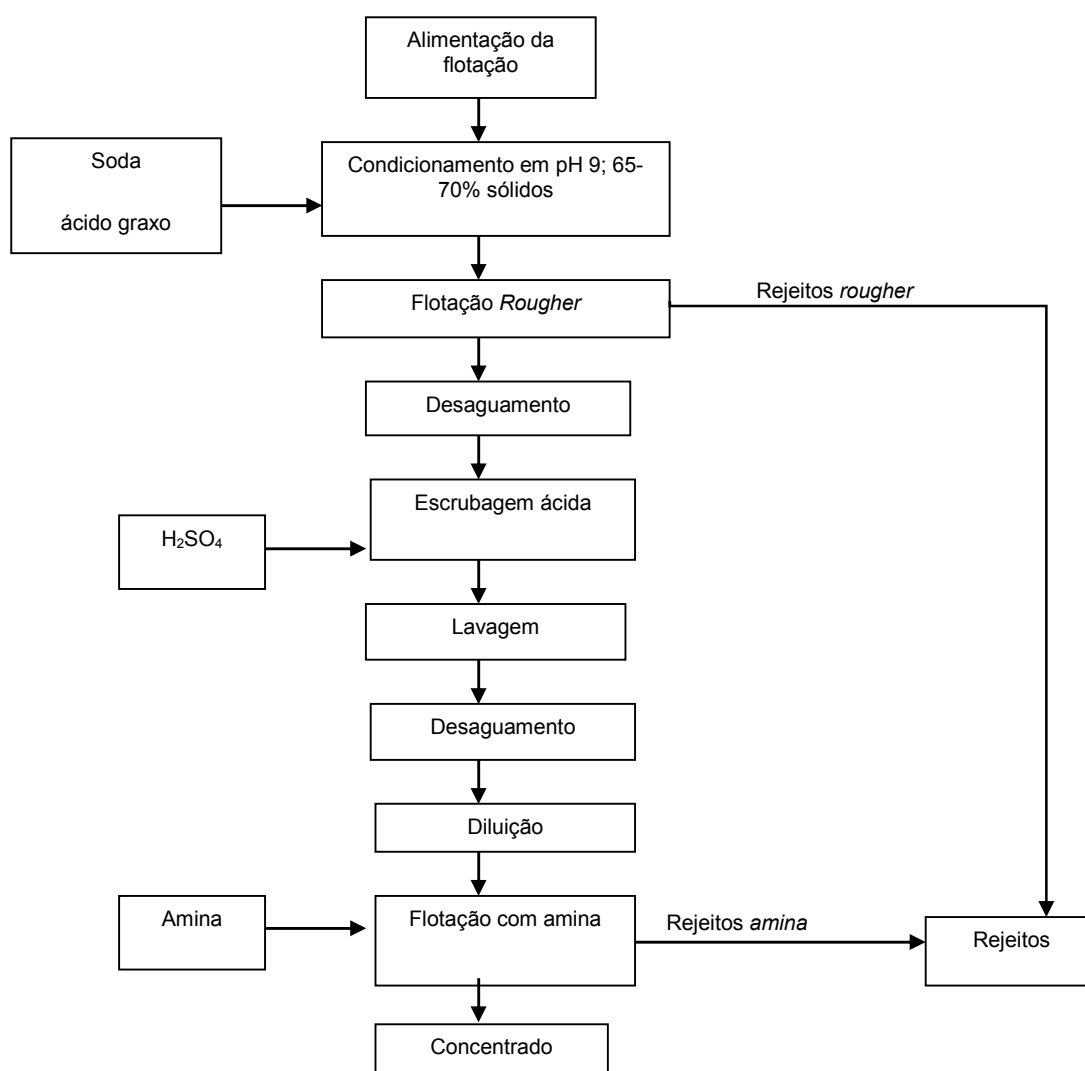 Alimentação da
flotação
Soda
ácido graxo
Condicionamento em pH 9; 65-
70% sólidos
Flotação Rougher
Rejeitos rougher
Desaguamento
Escrubagem ácida
H₂SO₄
Lavagem
Desaguamento
Diluição
Amina
Flotação com amina
Rejeitos amina
Rejeitos
Concentrado